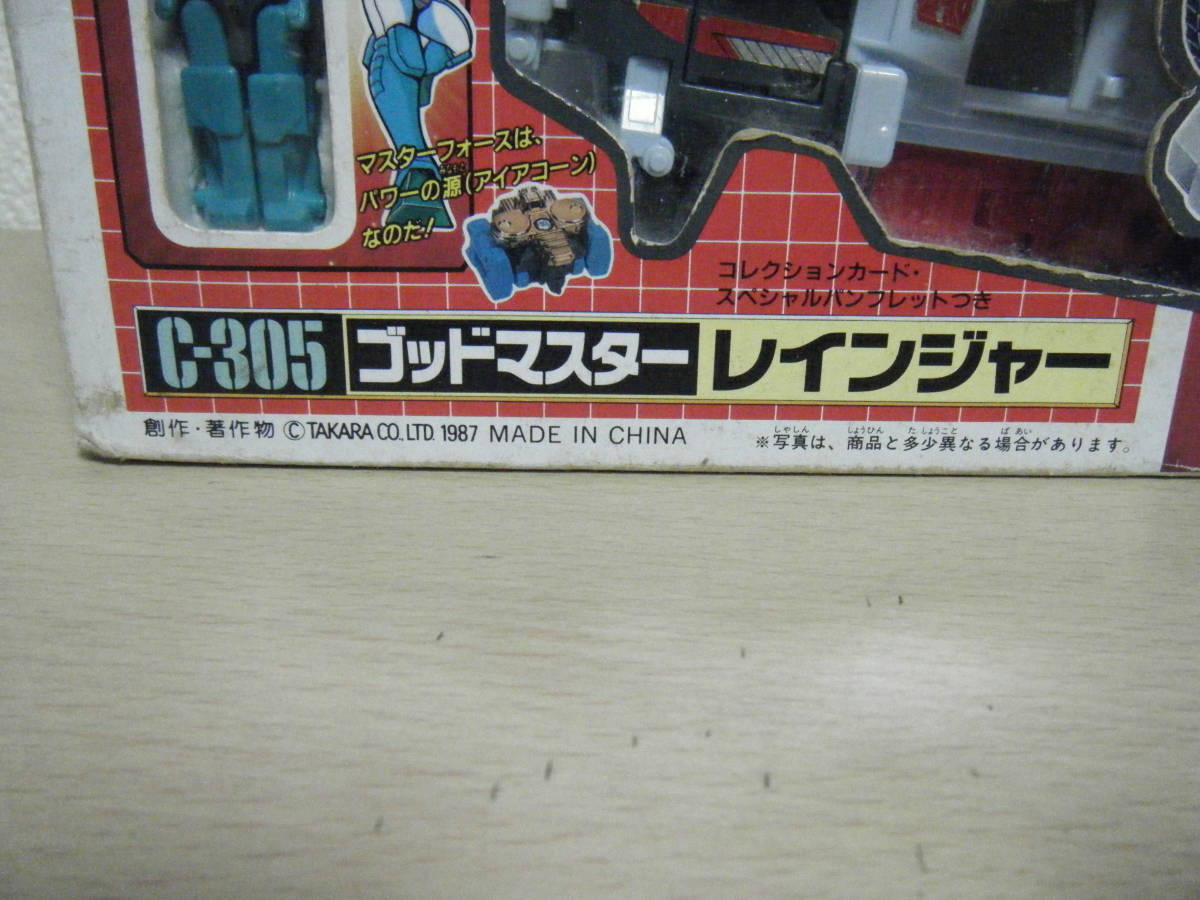 マスターフォースは、
パワーの源(アイアコーン)
なのだ!
コレクションカード・
スペシャルパンフレットつき
C-305 ゴッドマスター レインジャー
創作・著作物 ©TAKARA CO.,LTD. 1987 MADE IN CHINA
※写真は、商品と多少異なる場合があります。